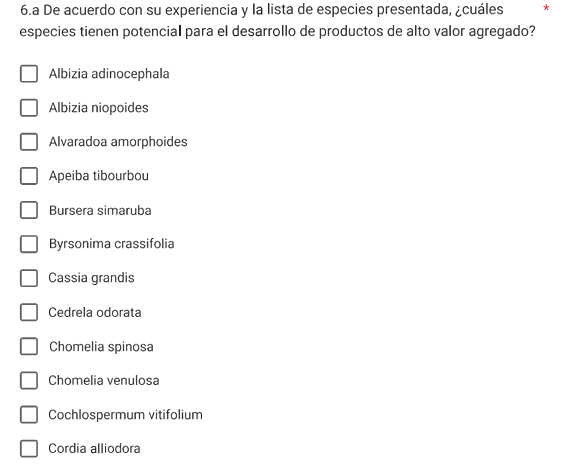 6.a De acuerdo con su experiencia y la lista de especies presentada, ¿cuáles *
especies tienen potencial para el desarrollo de productos de alto valor agregado?
Albizia adinocephala
Albizia niopoides
Alvaradoa amorphoides
Apeiba tibourbou
Bursera simaruba
Byrsonima crassifolia
Cassia grandis
Cedrela odorata
Chomelia spinosa
Chomelia venulosa
Cochlospermum vitifolium
Cordia alliodora